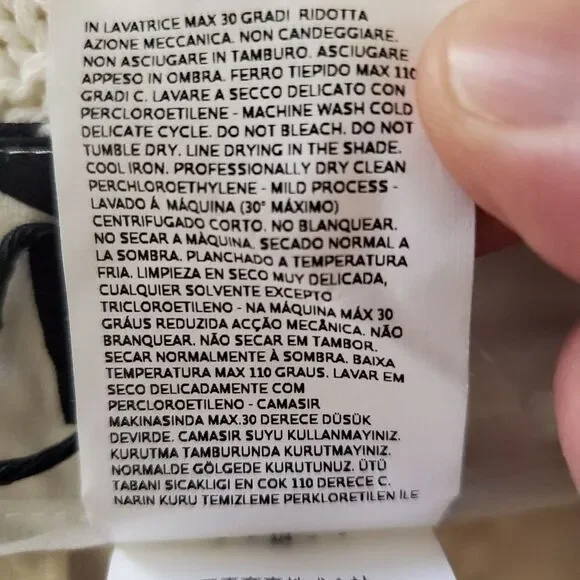 IN LAVATRICE MAX 30 GRADI RIDOTTA
AZIONE MECCANICA. NON CANDEGGIARE.
NON ASCIUGARE IN TAMBURO. ASCIUGARE
APPESO IN OMBRA. FERRO TIEPIDO MAX 110
GRADI C. LAVARE A SECCO DELICATO CON
PERCLOROETILENE - MACHINE WASH COLD
DELICATE CYCLE. DO NOT BLEACH. DO NOT
TUMBLE DRY. LINE DRYING IN THE SHADE.
COOL IRON. PROFESSIONALLY DRY CLEAN
PERCHLOROETHYLENE - MILD PROCESS -
LAVADO Á MÁQUINA (30° MÁXIMO)
CENTRIFUGADO CORTO. NO BLANQUEAR.
NO SECAR A MÀQUINA. SECADO NORMAL A
LA SOMBRA. PLANCHADO A TEMPERATURA
FRIA. LIMPIEZA EN SECO MUY DELICADA,
CUALQUIER SOLVENTE EXCEPTO
TRICLOROETILENO - NA MÀQUINA MÁX 30
GRÁUS REDUZIDA ACÇÃO MECÂNICA. NÃO
BRANQUEAR. NÃO SECAR EM TAMBOR.
SECAR NORMALMENTE À SOMBRA. BAIXA
TEMPERATURA MAX 110 GRAUS. LAVAR EM
SECO DELICADAMENTE COM
PERCLOROETILENO - CAMASIR
MAKINASINDA MAX.30 DERECE DÜSÜK
DEVIRDE. CAMASIR SUYU KULLANMAYINIZ.
KURUTMA TAMBURUNDA KURUTMAYINIZ.
NORMALDE GÖLGEDE KURUTUNUZ. ÜTÜ
TABANI SICAKLIGI EN COK 110 DERECE C.
NARIN KURU TEMIZLEME PERKLORETILEN ILE